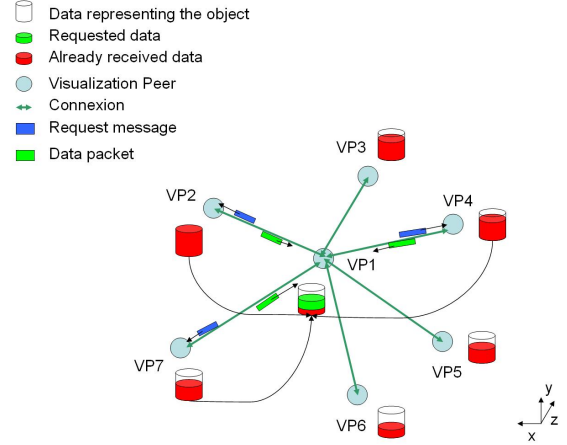 Data representing the object
Requested data
Already received data
Visualization Peer
Connexion
Request message
Data packet
VP3
VP2
VP4
VP1
VP7
VP5
VP6
y
z
x